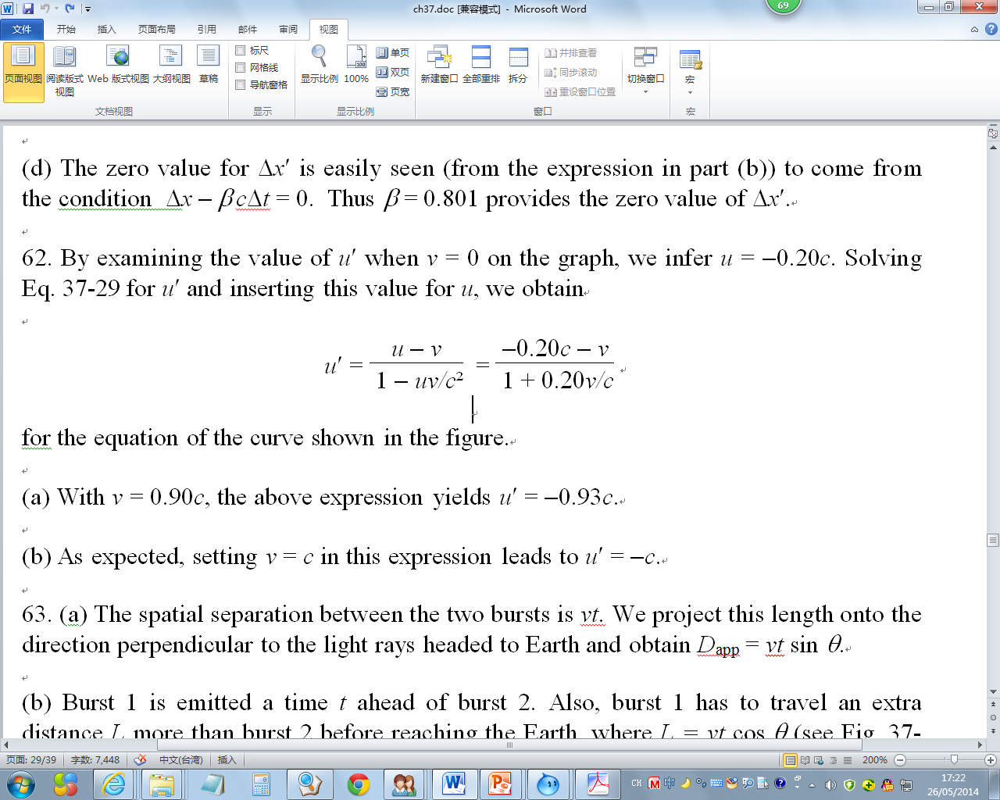 ch37.doc [兼容模式] - Microsoft Word
69
文件 开始 插入 页面布局 引用 邮件 审阅 视图
页面视图 阅读版式视图 Web 版式视图 大纲视图 草稿
文档视图
标尺
网格线
导航窗格
显示
显示比例 100% 单页
双页
页宽
显示比例
新建窗口 全部重排 拆分
并排查看
同步滚动
重设窗口位置
切换窗口
窗口
宏
宏
(d) The zero value for Δx′ is easily seen (from the expression in part (b)) to come from
the condition Δx – βcΔt = 0. Thus β = 0.801 provides the zero value of Δx′.
62. By examining the value of u′ when v = 0 on the graph, we infer u = –0.20c. Solving
Eq. 37-29 for u′ and inserting this value for u, we obtain
u′ = (u – v)/(1 – uv/c²) = (–0.20c – v)/(1 + 0.20v/c)
for the equation of the curve shown in the figure.
(a) With v = 0.90c, the above expression yields u′ = –0.93c.
(b) As expected, setting v = c in this expression leads to u′ = –c.
63. (a) The spatial separation between the two bursts is vt. We project this length onto the
direction perpendicular to the light rays headed to Earth and obtain Dapp = vt sin θ.
(b) Burst 1 is emitted a time t ahead of burst 2. Also, burst 1 has to travel an extra
distance L more than burst 2 before reaching the Earth, where L = vt cos θ (see Fig. 37-
页面: 29/39 字数: 7,448 中文(台湾) 插入 200%
CH 中 17:22
26/05/2014